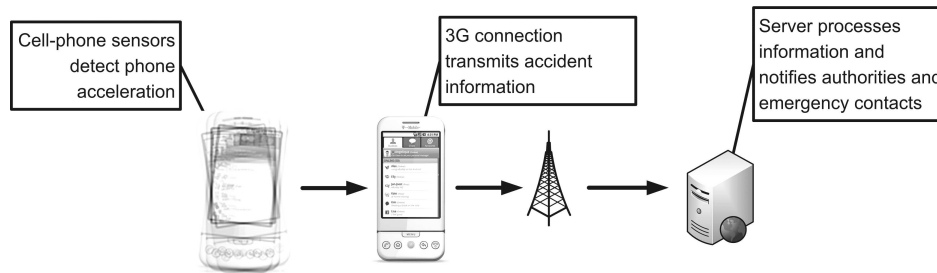 Cell-phone sensors
detect phone
acceleration
3G connection
transmits accident
information
Server processes
information and
notifies authorities and
emergency contacts